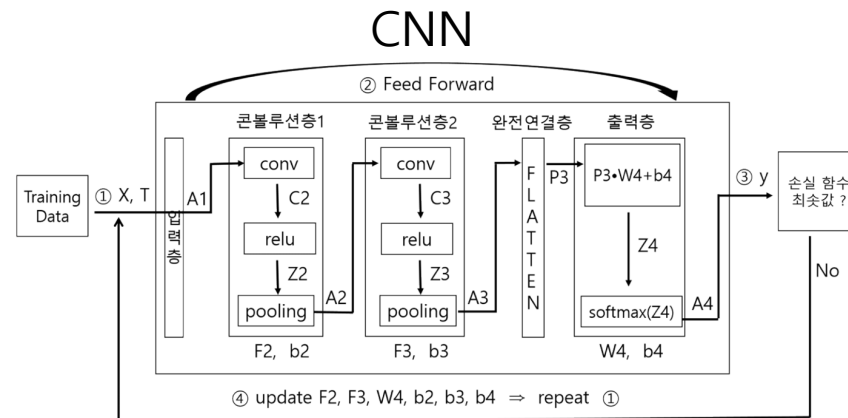 CNN
② Feed Forward
콘볼루션층1
콘볼루션층2
완전연결층
출력층
Training
Data
① X, T
입력층
A1
conv
C2
relu
Z2
pooling
F2, b2
A2
conv
C3
relu
Z3
pooling
F3, b3
A3
FLATTEN
P3
P3•W4+b4
Z4
softmax(Z4)
W4, b4
A4
③ y
손실 함수
최솟값 ?
No
④ update F2, F3, W4, b2, b3, b4 ⇒ repeat ①